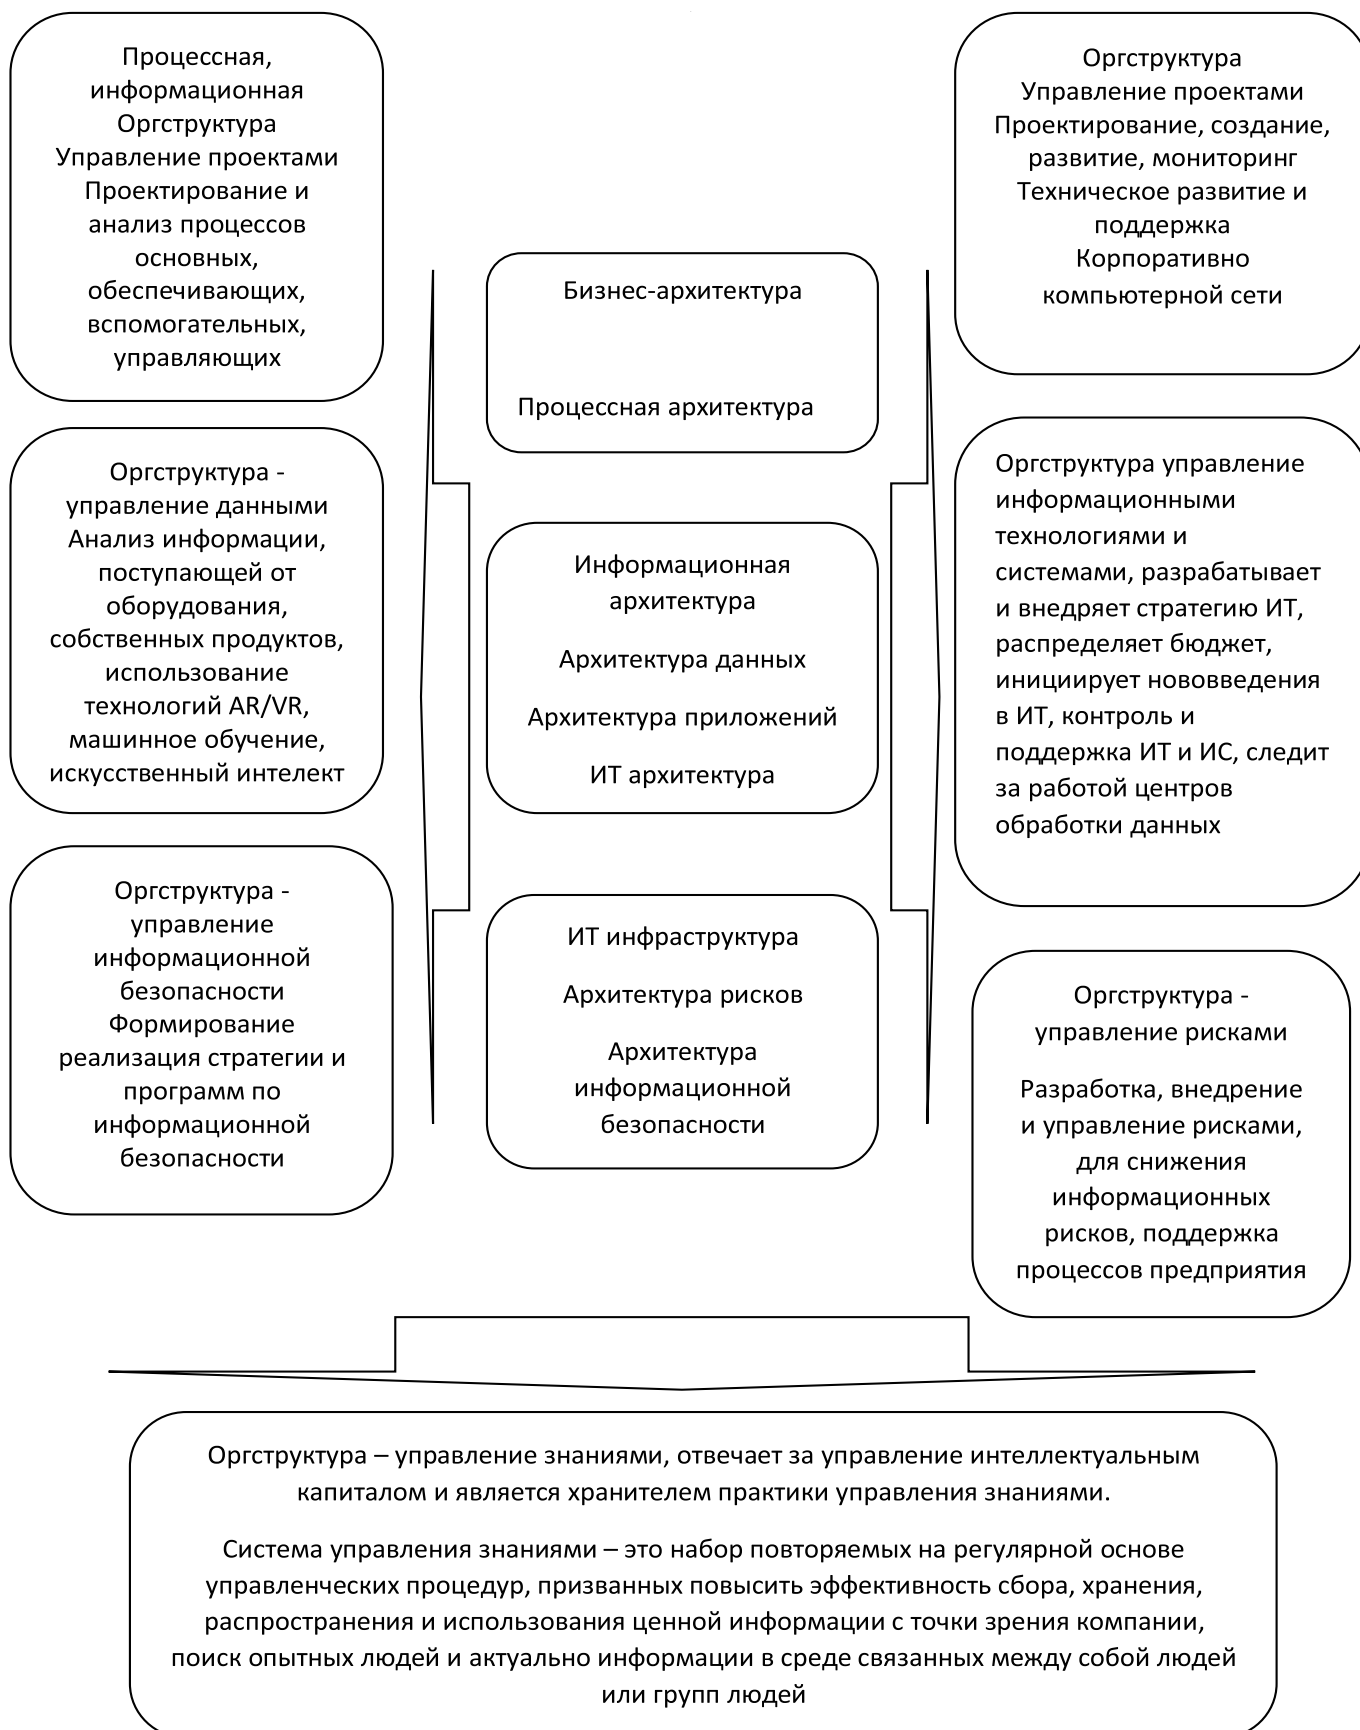 Процессная,
информационная
Оргструктура
Управление проектами
Проектирование и
анализ процессов
основных,
обеспечивающих,
вспомогательных,
управляющих
Оргструктура -
управление данными
Анализ информации,
поступающей от
оборудования,
собственных продуктов,
использование
технологий AR/VR,
машинное обучение,
искусственный интелект
Оргструктура -
управление
информационной
безопасности
Формирование
реализация стратегии и
программ по
информационной
безопасности
Бизнес-архитектура
Процессная архитектура
Информационная
архитектура
Архитектура данных
Архитектура приложений
ИТ архитектура
ИТ инфраструктура
Архитектура рисков
Архитектура
информационной
безопасности
Оргструктура
Управление проектами
Проектирование, создание,
развитие, мониторинг
Техническое развитие и
поддержка
Корпоративно
компьютерной сети
Оргструктура управление
информационными
технологиями и
системами, разрабатывает
и внедряет стратегию ИТ,
распределяет бюджет,
инициирует нововведения
в ИТ, контроль и
поддержка ИТ и ИС, следит
за работой центров
обработки данных
Оргструктура -
управление рисками
Разработка, внедрение
и управление рисками,
для снижения
информационных
рисков, поддержка
процессов предприятия
Оргструктура – управление знаниями, отвечает за управление интеллектуальным
капиталом и является хранителем практики управления знаниями.
Система управления знаниями – это набор повторяемых на регулярной основе
управленческих процедур, призванных повысить эффективность сбора, хранения,
распространения и использования ценной информации с точки зрения компании,
поиск опытных людей и актуально информации в среде связанных между собой людей
или групп людей